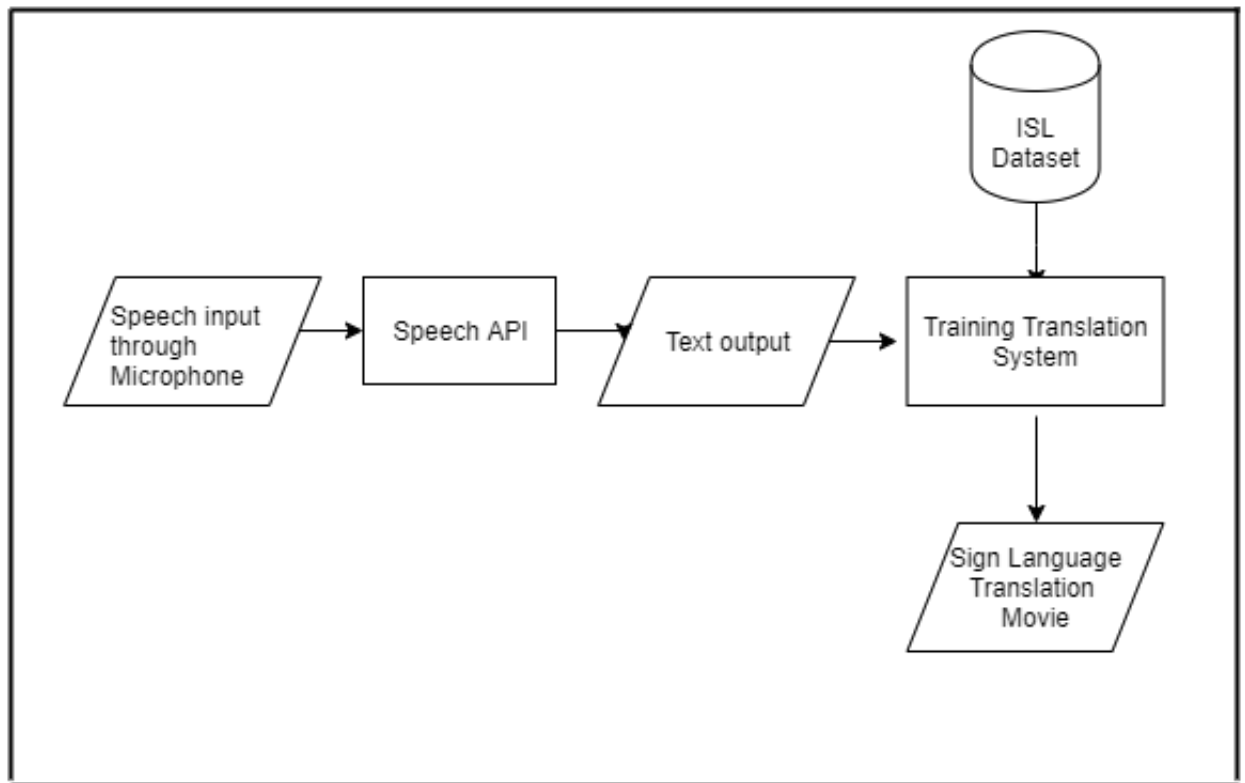 ISL
Dataset
Speech input
through
Microphone
Speech API
Text output
Training Translation
System
Sign Language
Translation
Movie